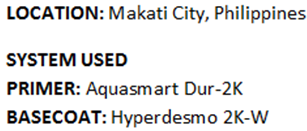 LOCATION: Makati City, Philippines
SYSTEM USED
PRIMER: Aquasmart Dur-2K
BASECOAT: Hyperdesmo 2K-W